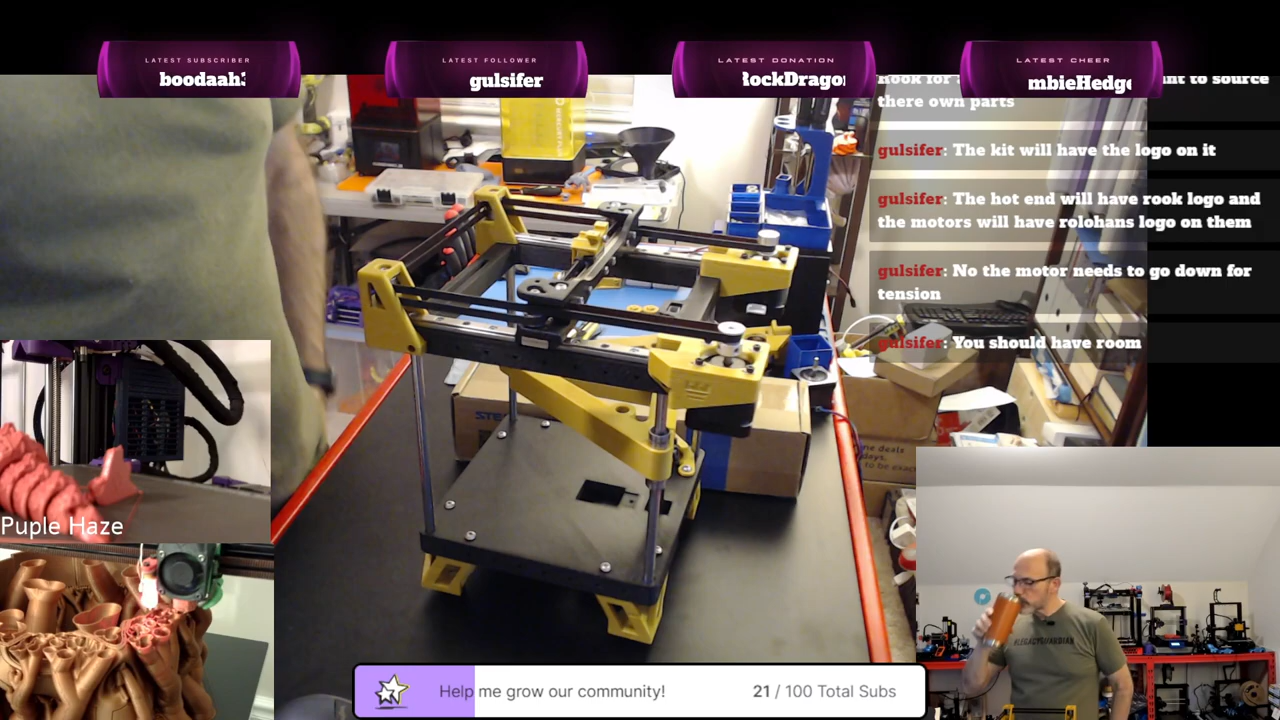 LATEST SUBSCRIBER
LATEST FOLLOWER
gulsifer
LATEST DONATION
LATEST CHEER
there own parts
gulsifer: The kit will have the logo on it
gulsifer: The hot end will have rook logo and
the motors will have rolohans logo on them
gulsifer: No the motor needs to go down for
tension
gulsifer: You should have room
Puple Haze
Help me grow our community!
21 / 100 Total Subs